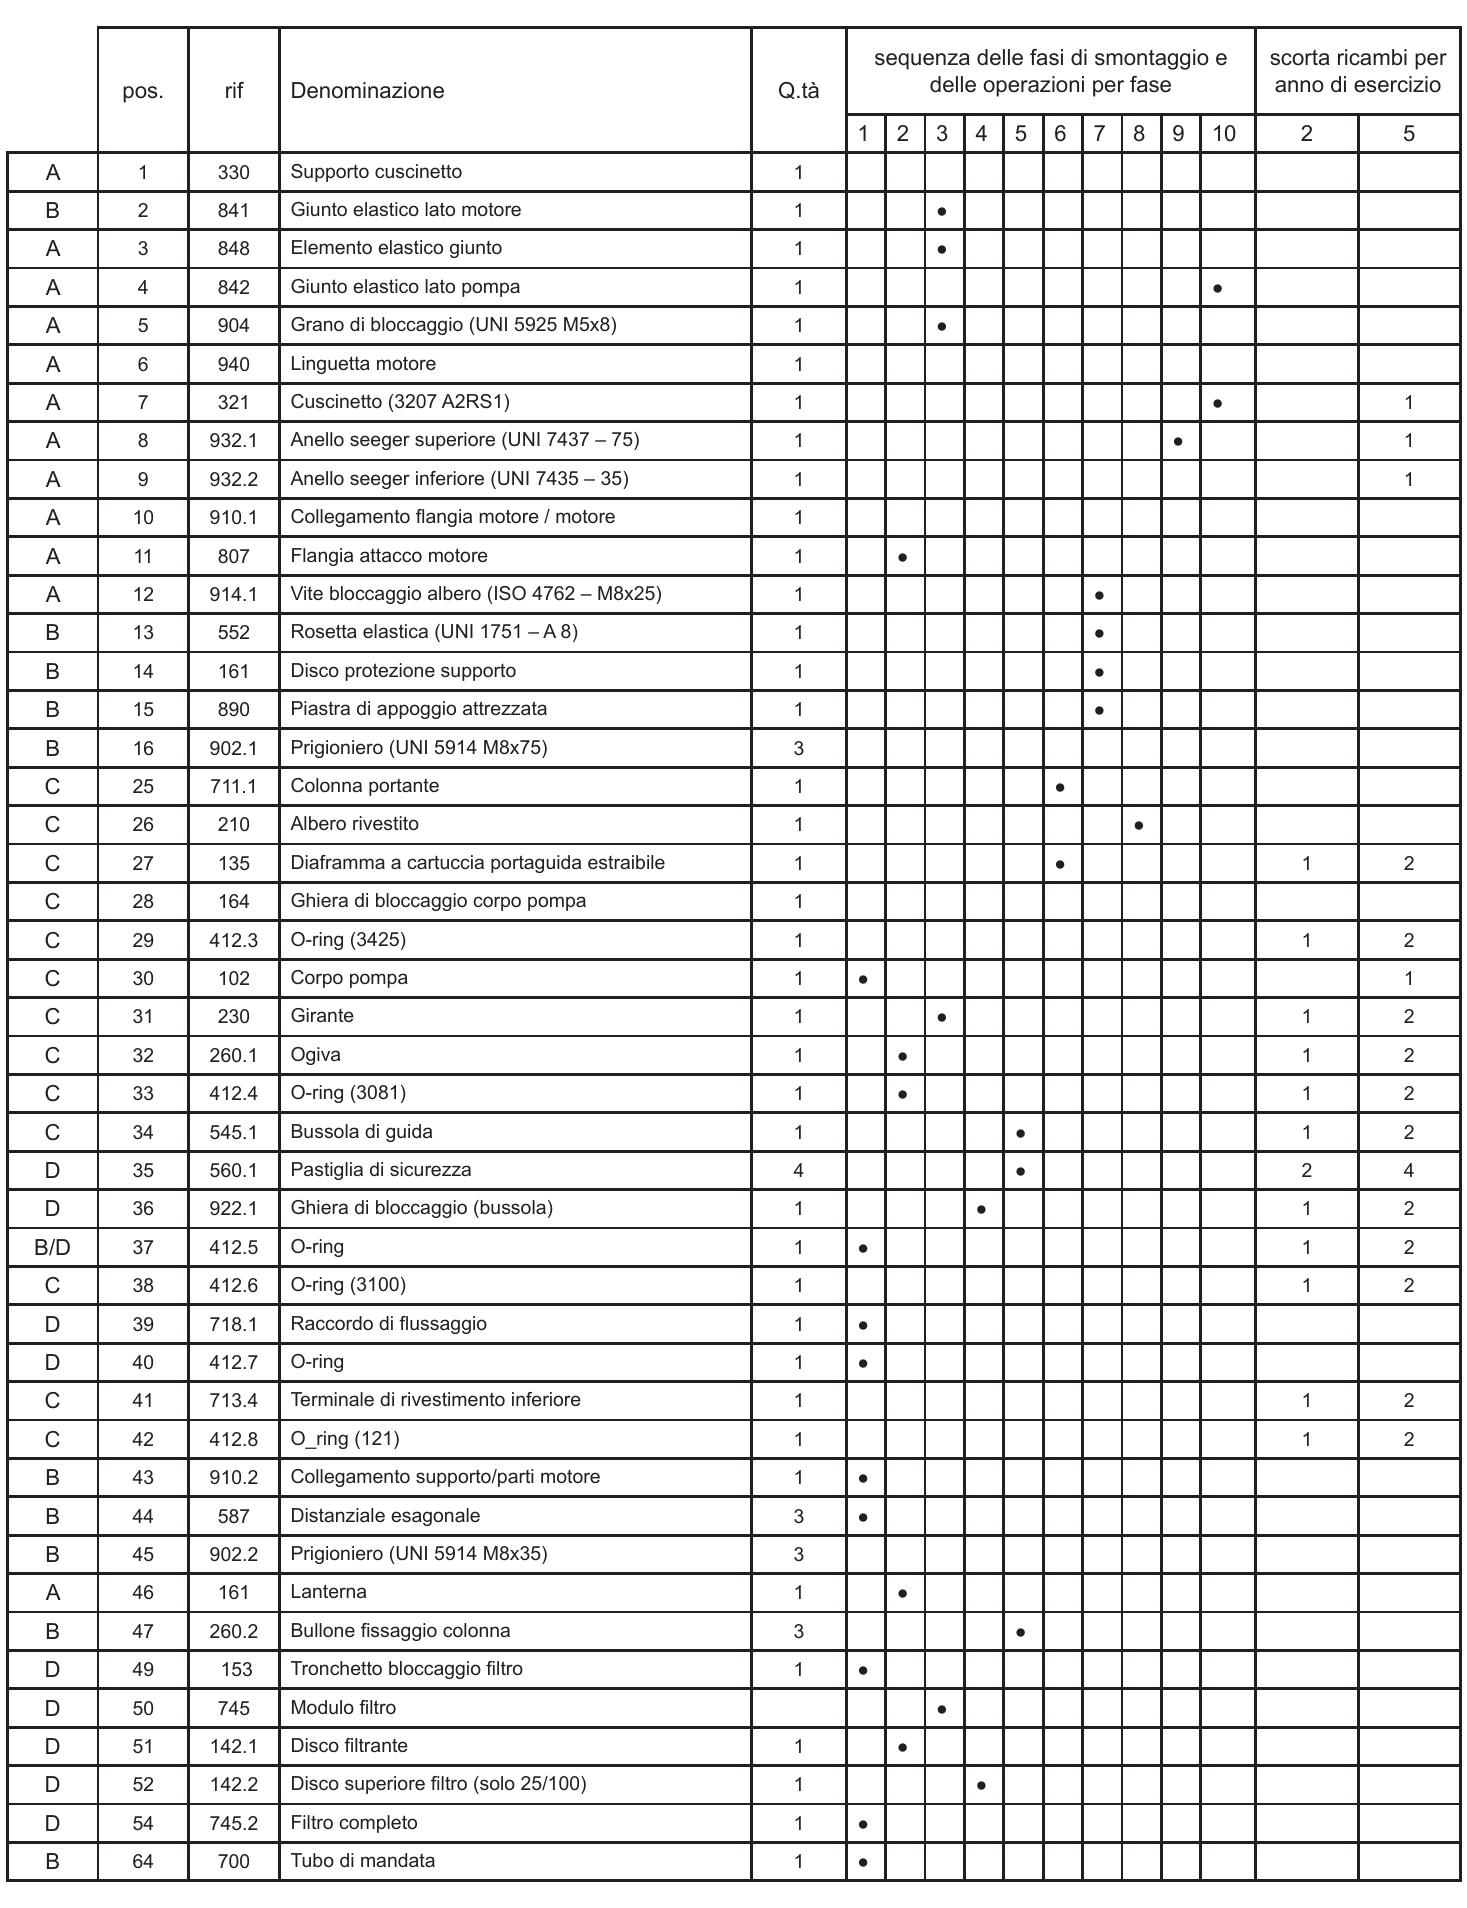 pos. rif Denominazione Q.tà sequenza delle fasi di smontaggio e delle operazioni per fase scorta ricambi per anno di esercizio
1 2 3 4 5 6 7 8 9 10 2 5
A 1 330 Supporto cuscinetto 1
B 2 841 Giunto elastico lato motore 1 •
A 3 848 Elemento elastico giunto 1 •
A 4 842 Giunto elastico lato pompa 1 •
A 5 904 Grano di bloccaggio (UNI 5925 M5x8) 1 •
A 6 940 Linguetta motore 1
A 7 321 Cuscinetto (3207 A2RS1) 1 • 1
A 8 932.1 Anello seeger superiore (UNI 7437 – 75) 1 • 1
A 9 932.2 Anello seeger inferiore (UNI 7435 – 35) 1 1
A 10 910.1 Collegamento flangia motore / motore 1
A 11 807 Flangia attacco motore 1 •
A 12 914.1 Vite bloccaggio albero (ISO 4762 – M8x25) 1 •
B 13 552 Rosetta elastica (UNI 1751 – A 8) 1 •
B 14 161 Disco protezione supporto 1 •
B 15 890 Piastra di appoggio attrezzata 1 •
B 16 902.1 Prigioniero (UNI 5914 M8x75) 3
C 25 711.1 Colonna portante 1 •
C 26 210 Albero rivestito 1 •
C 27 135 Diaframma a cartuccia portaguida estraibile 1 • 1 2
C 28 164 Ghiera di bloccaggio corpo pompa 1
C 29 412.3 O-ring (3425) 1 1 2
C 30 102 Corpo pompa 1 • 1
C 31 230 Girante 1 • 1 2
C 32 260.1 Ogiva 1 • 1 2
C 33 412.4 O-ring (3081) 1 • 1 2
C 34 545.1 Bussola di guida 1 • 1 2
D 35 560.1 Pastiglia di sicurezza 4 • 2 4
D 36 922.1 Ghiera di bloccaggio (bussola) 1 • 1 2
B/D 37 412.5 O-ring 1 • 1 2
C 38 412.6 O-ring (3100) 1 1 2
D 39 718.1 Raccordo di flussaggio 1 •
D 40 412.7 O-ring 1 •
C 41 713.4 Terminale di rivestimento inferiore 1 1 2
C 42 412.8 O_ring (121) 1 1 2
B 43 910.2 Collegamento supporto/parti motore 1 •
B 44 587 Distanziale esagonale 3 •
B 45 902.2 Prigioniero (UNI 5914 M8x35) 3
A 46 161 Lanterna 1 •
B 47 260.2 Bullone fissaggio colonna 3 •
D 49 153 Tronchetto bloccaggio filtro 1 •
D 50 745 Modulo filtro •
D 51 142.1 Disco filtrante 1 •
D 52 142.2 Disco superiore filtro (solo 25/100) 1 •
D 54 745.2 Filtro completo 1 •
B 64 700 Tubo di mandata 1 •